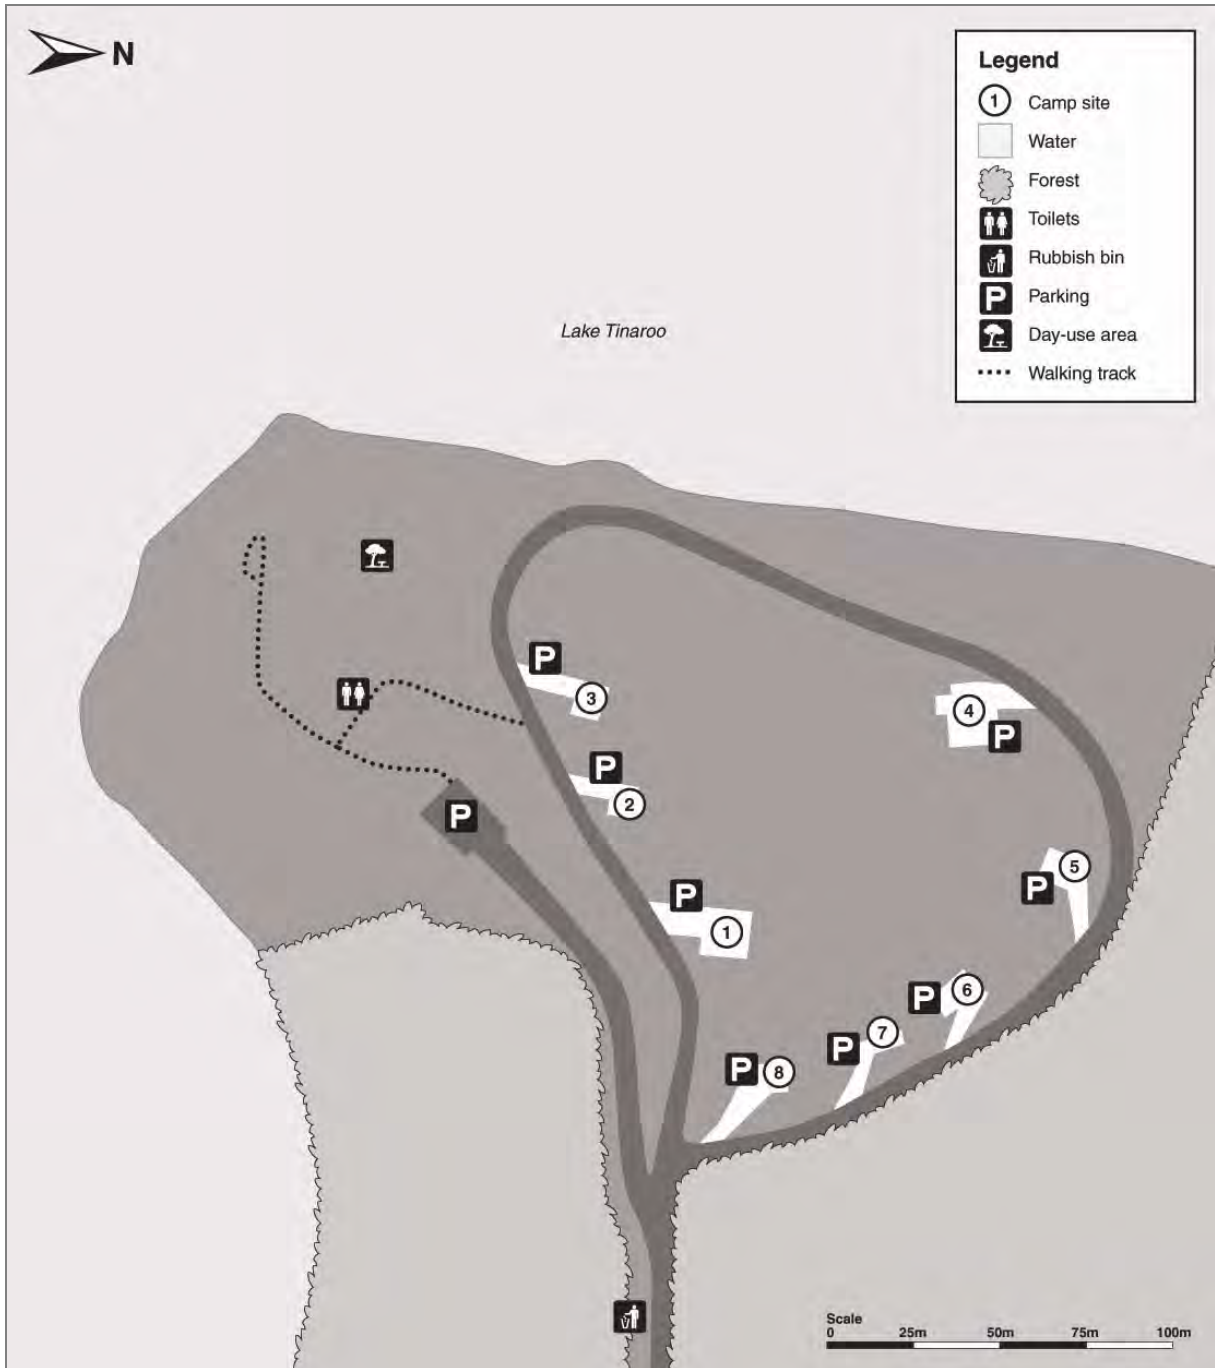 N
Legend
1 Camp site
Water
Forest
Toilets
Rubbish bin
P Parking
Day-use area
Walking track
Lake Tinaroo
P
3
4
P
P
2
P
5
P
P
1
6
P
7
P
8
P
Scale
0 25m 50m 75m 100m